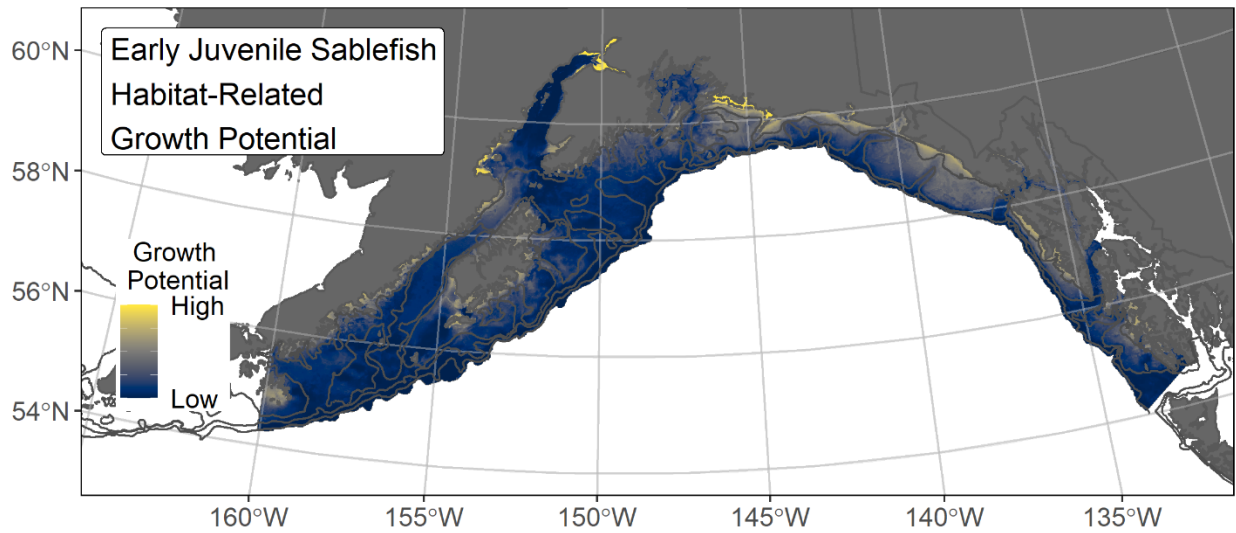 Early Juvenile Sablefish
Habitat-Related
Growth Potential
60°N
58°N
56°N
54°N
Growth
Potential
High
Low
160°W
155°W
150°W
145°W
140°W
135°W